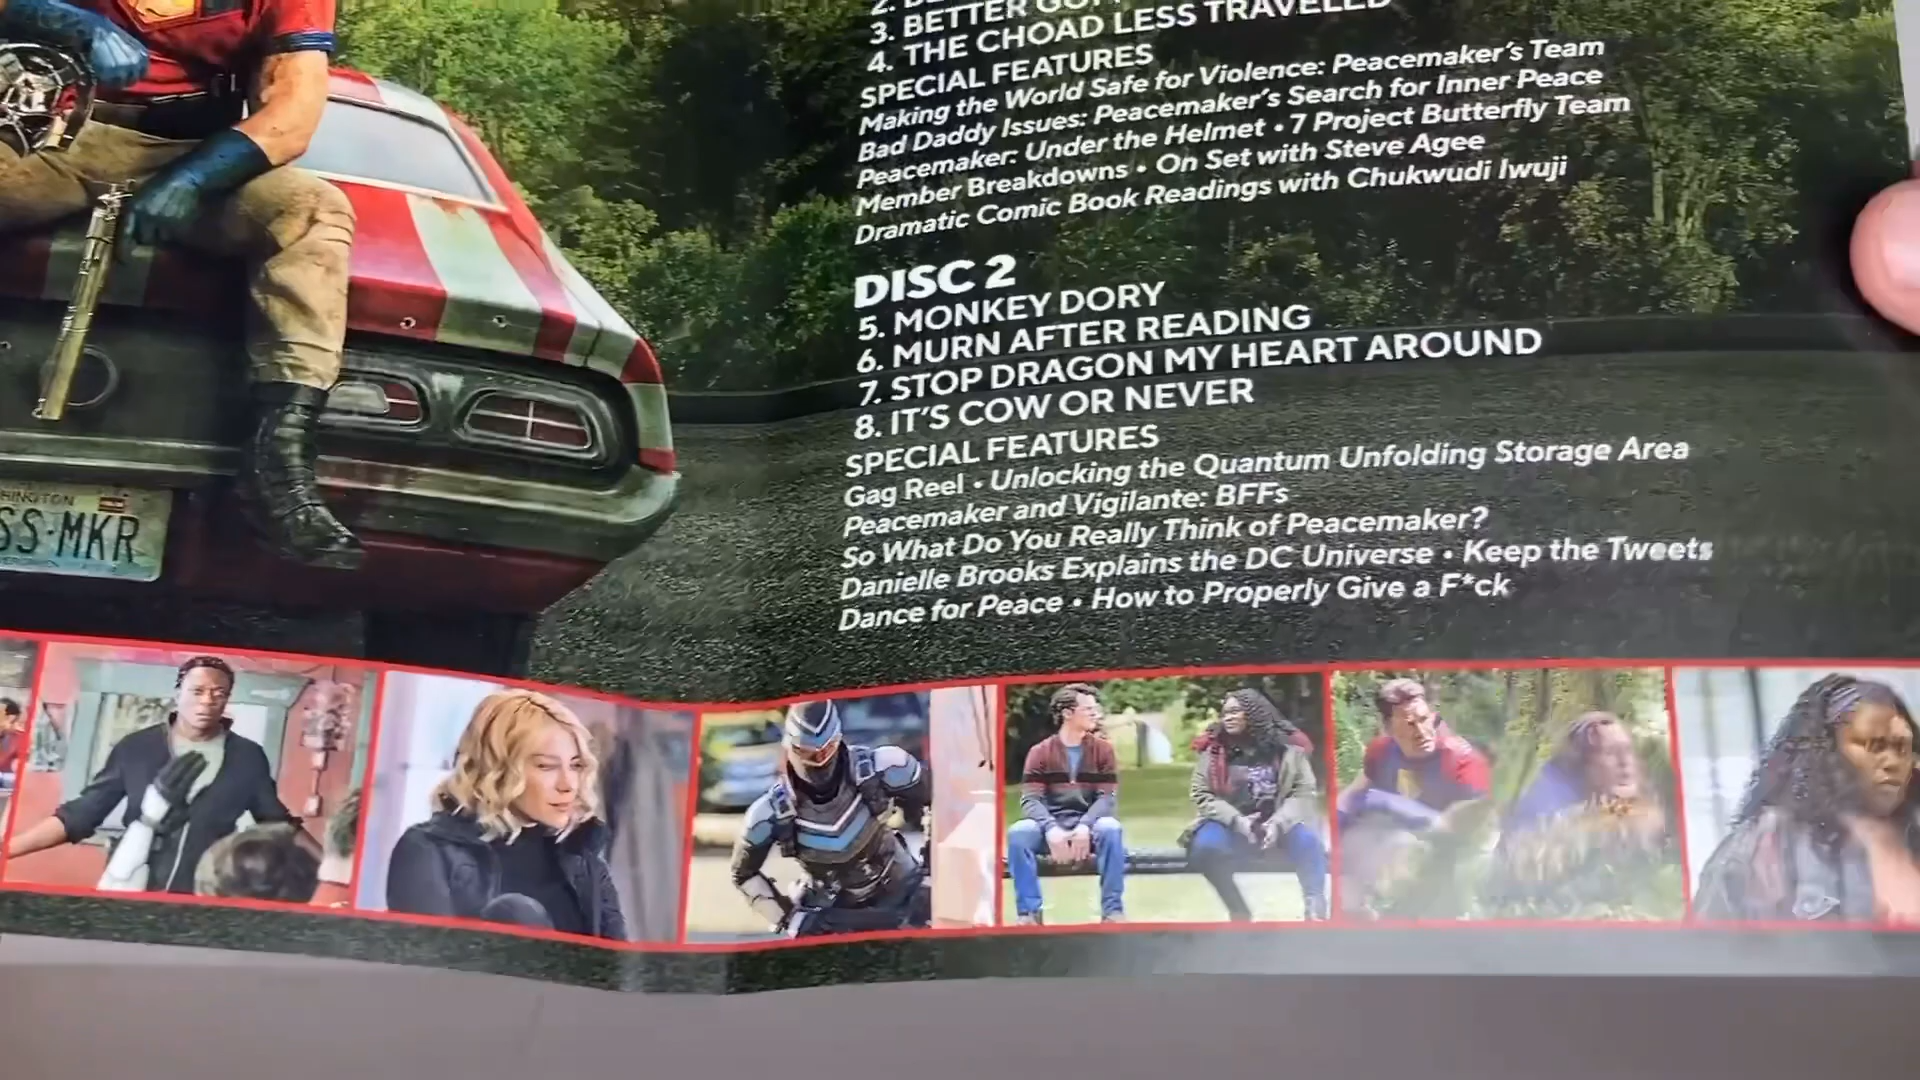 3. BETTER
4. THE CHOAD LESS TRAVELED
SPECIAL FEATURES
Making the World Safe for Violence: Peacemaker's Team
Bad Daddy Issues: Peacemaker's Search for Inner Peace
Peacemaker: Under the Helmet • 7 Project Butterfly Team
Member Breakdowns • On Set with Steve Agee
Dramatic Comic Book Readings with Chukwudi Iwuji
DISC 2
5. MONKEY DORY
6. MURN AFTER READING
7. STOP DRAGON MY HEART AROUND
8. IT'S COW OR NEVER
SPECIAL FEATURES
Gag Reel • Unlocking the Quantum Unfolding Storage Area
Peacemaker and Vigilante: BFFs
So What Do You Really Think of Peacemaker?
Danielle Brooks Explains the DC Universe • Keep the Tweets
Dance for Peace • How to Properly Give a F*ck
HINGTON
SS·MKR